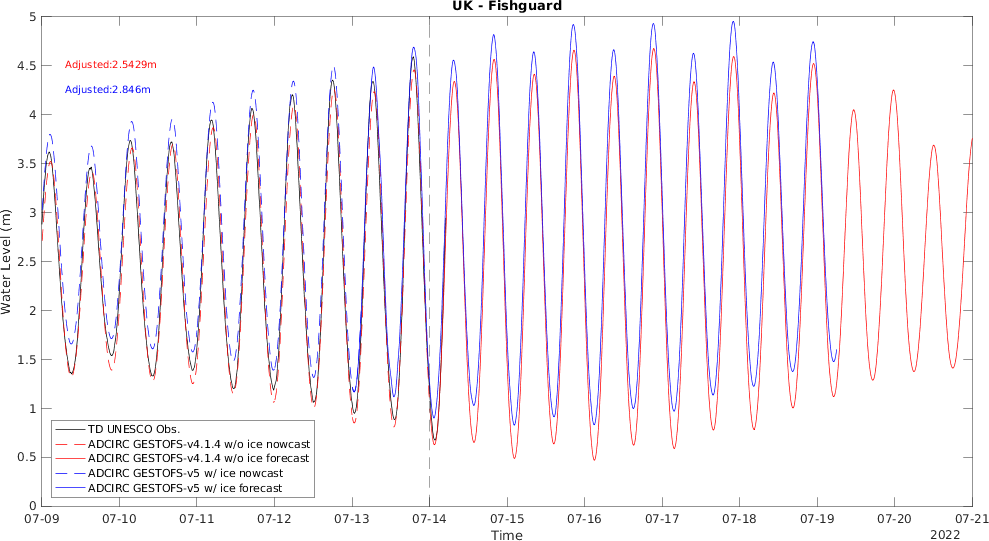 UK - Fishguard
5
4.5
4
3.5
3
2.5
2
1.5
1
0.5
0
Water Level (m)
Adjusted:2.5429m
Adjusted:2.846m
TD UNESCO Obs.
ADCIRC GESTOFS-v4.1.4 w/o ice nowcast
ADCIRC GESTOFS-v4.1.4 w/o ice forecast
ADCIRC GESTOFS-v5 w/ ice nowcast
ADCIRC GESTOFS-v5 w/ ice forecast
07-09 07-10 07-11 07-12 07-13 07-14 07-15 07-16 07-17 07-18 07-19 07-20 07-21
Time
2022